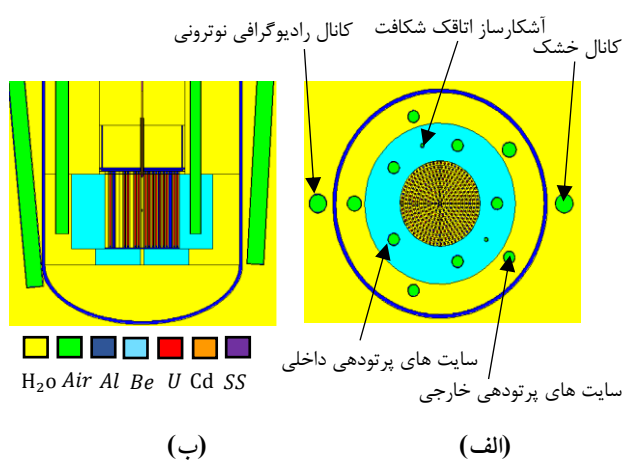 کانال رادیوگرافی نوترونی
آشکارساز اتاقک شکافت
کانال خشک
سایت های پرتودهی داخلی
سایت های پرتودهی خارجی
H₂o Air Al Be U Cd SS
(ب)
(الف)